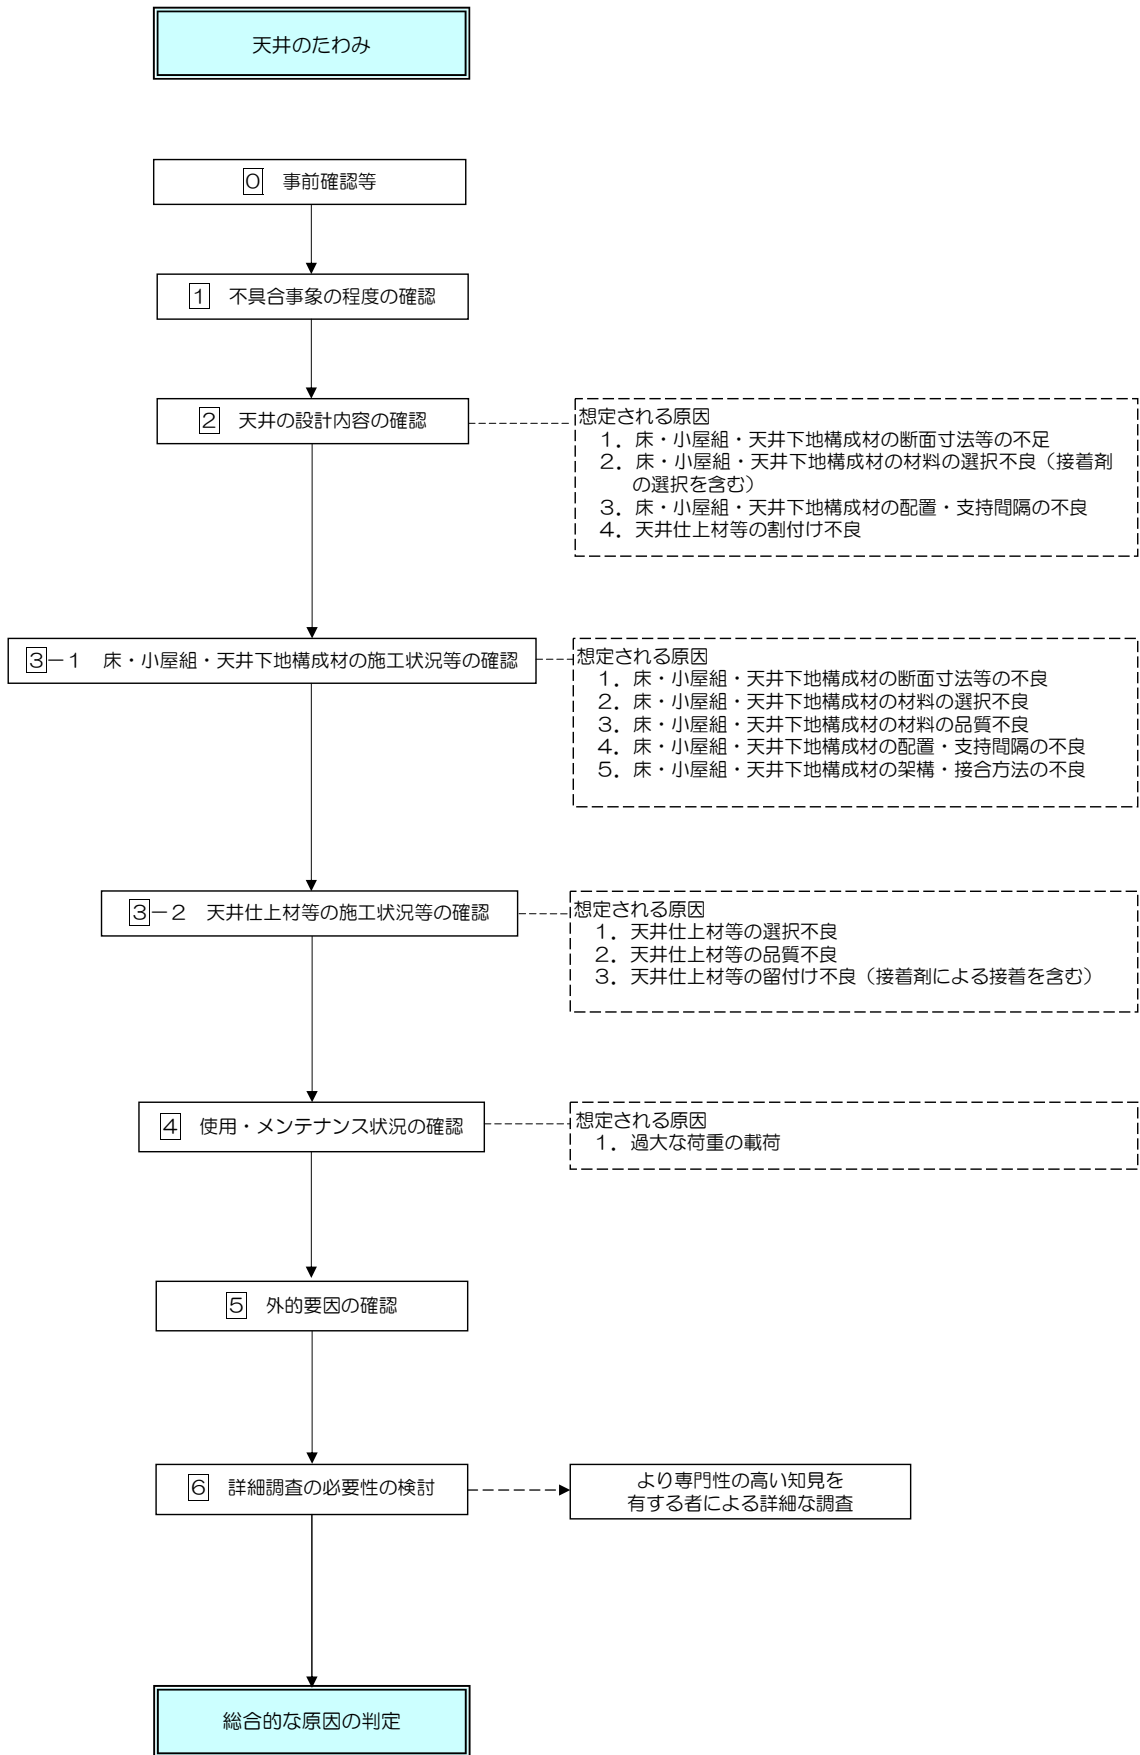 天井のたわみ
0 事前確認等
1 不具合事象の程度の確認
2 天井の設計内容の確認
想定される原因
1．床・小屋組・天井下地構成材の断面寸法等の不足
2．床・小屋組・天井下地構成材の材料の選択不良（接着剤
の選択を含む）
3．床・小屋組・天井下地構成材の配置・支持間隔の不良
4．天井仕上材等の割付け不良
3－1 床・小屋組・天井下地構成材の施工状況等の確認
想定される原因
1．床・小屋組・天井下地構成材の断面寸法等の不良
2．床・小屋組・天井下地構成材の材料の選択不良
3．床・小屋組・天井下地構成材の材料の品質不良
4．床・小屋組・天井下地構成材の配置・支持間隔の不良
5．床・小屋組・天井下地構成材の架構・接合方法の不良
3－2 天井仕上材等の施工状況等の確認
想定される原因
1．天井仕上材等の選択不良
2．天井仕上材等の品質不良
3．天井仕上材等の留付け不良（接着剤による接着を含む）
4 使用・メンテナンス状況の確認
想定される原因
1．過大な荷重の載荷
5 外的要因の確認
6 詳細調査の必要性の検討
より専門性の高い知見を
有する者による詳細な調査
総合的な原因の判定